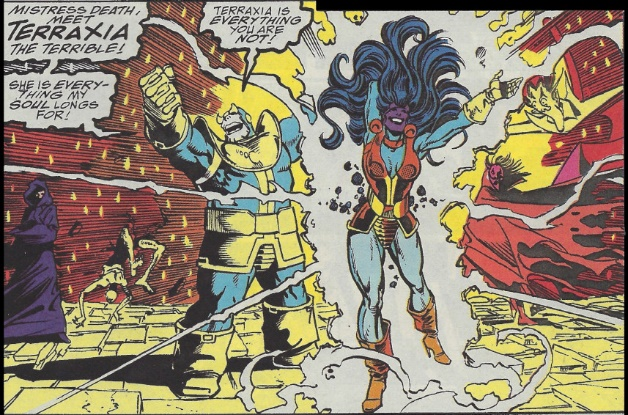 MISTRESS DEATH,
MEET
TERRAXIA
THE TERRIBLE!
SHE IS EVERY-
THING MY
SOUL LONGS
FOR!
TERRAXIA IS
EVERYTHING
YOU ARE
NOT!